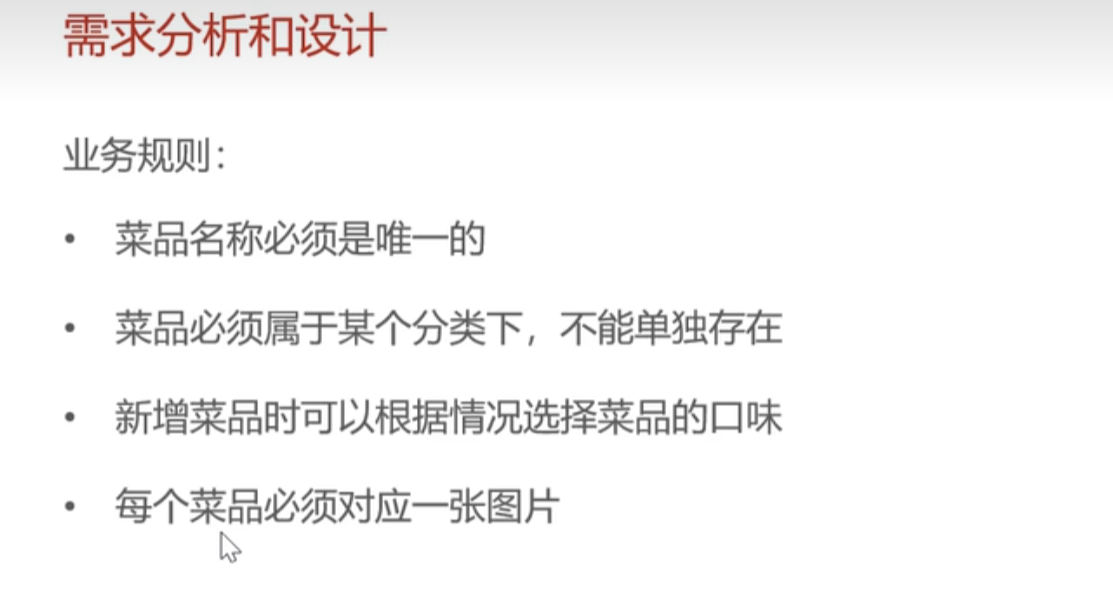 需求分析和设计
业务规则：
• 菜品名称必须是唯一的
• 菜品必须属于某个分类下，不能单独存在
• 新增菜品时可以根据情况选择菜品的口味
• 每个菜品必须对应一张图片